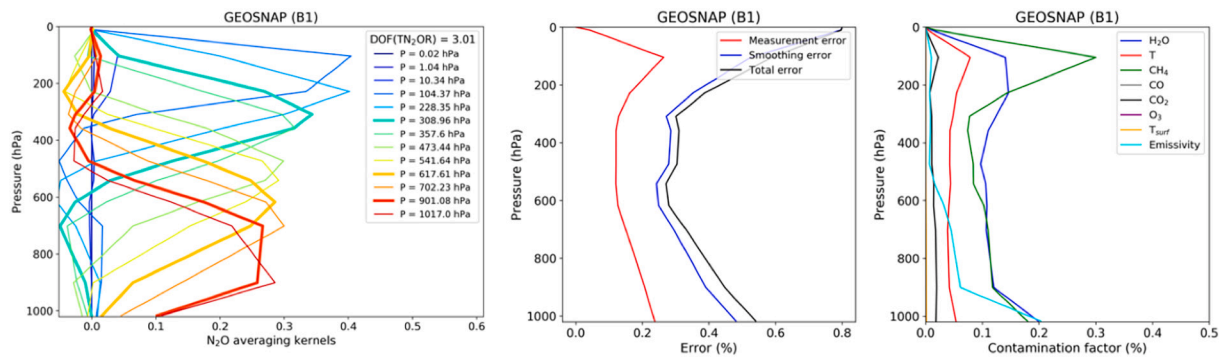 GEOSNAP (B1)
DOF(TN₂OR) = 3.01
P = 0.02 hPa
P = 1.04 hPa
P = 10.34 hPa
P = 104.37 hPa
P = 228.35 hPa
P = 308.96 hPa
P = 357.6 hPa
P = 473.44 hPa
P = 541.64 hPa
P = 617.61 hPa
P = 702.23 hPa
P = 901.08 hPa
P = 1017.0 hPa
Pressure (hPa)
0
200
400
600
800
1000
0.0 0.1 0.2 0.3 0.4 0.5 0.6
N₂O averaging kernels
GEOSNAP (B1)
Measurement error
Smoothing error
Total error
Pressure (hPa)
0
200
400
600
800
1000
0.0 0.2 0.4 0.6 0.8
Error (%)
GEOSNAP (B1)
H₂O
T
CH₄
CO
CO₂
O₃
Tsurf
Emissivity
Pressure (hPa)
0
200
400
600
800
1000
0.0 0.1 0.2 0.3 0.4 0.5
Contamination factor (%)